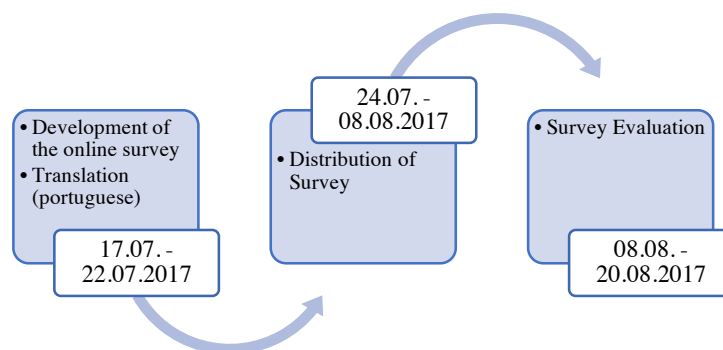 • Development of
the online survey
• Translation
(portuguese)
17.07. -
22.07.2017
24.07. -
08.08.2017
• Distribution of
Survey
• Survey Evaluation
08.08. -
20.08.2017